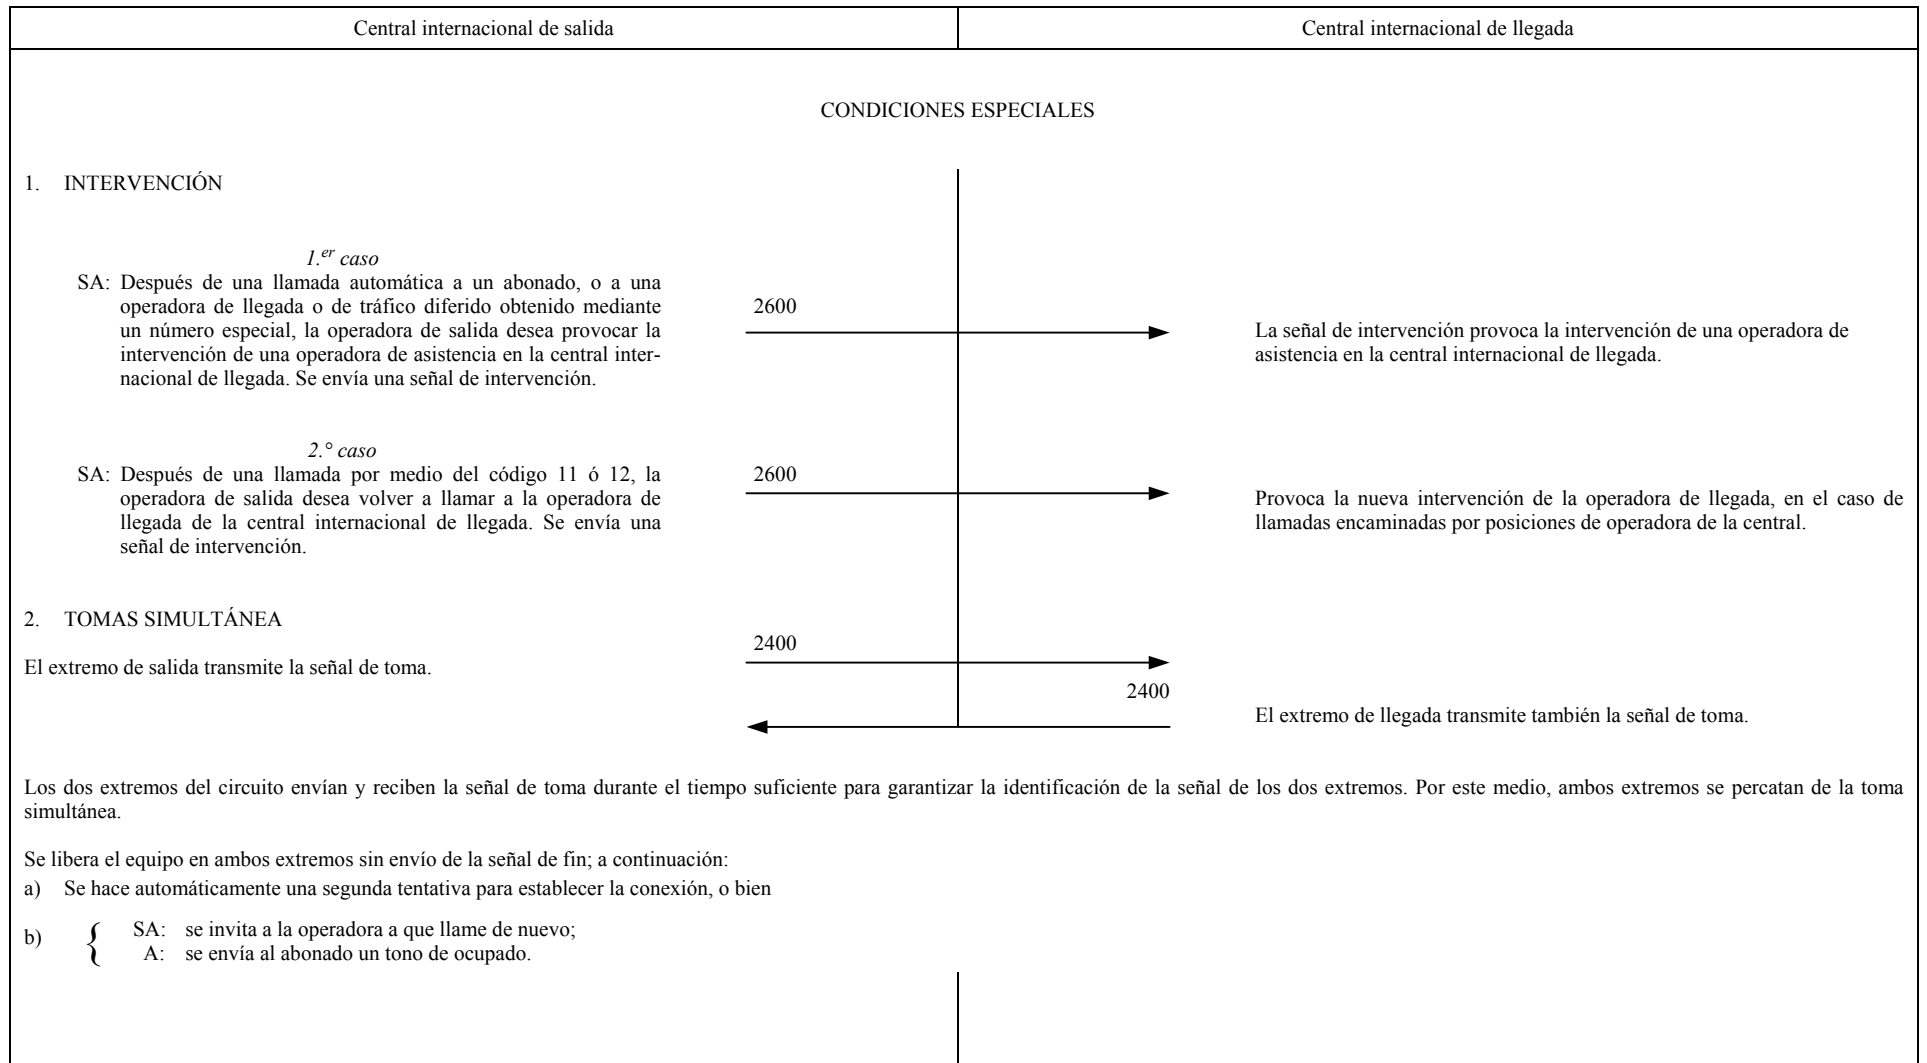 Central internacional de salida
Central internacional de llegada
CONDICIONES ESPECIALES
1. INTERVENCIÓN
1.er caso
SA: Después de una llamada automática a un abonado, o a una
operadora de llegada o de tráfico diferido obtenido mediante
un número especial, la operadora de salida desea provocar la
intervención de una operadora de asistencia en la central inter-
nacional de llegada. Se envía una señal de intervención.
2600
La señal de intervención provoca la intervención de una operadora de
asistencia en la central internacional de llegada.
2.° caso
SA: Después de una llamada por medio del código 11 ó 12, la
operadora de salida desea volver a llamar a la operadora de
llegada de la central internacional de llegada. Se envía una
señal de intervención.
2600
Provoca la nueva intervención de la operadora de llegada, en el caso de
llamadas encaminadas por posiciones de operadora de la central.
2. TOMAS SIMULTÁNEA
El extremo de salida transmite la señal de toma.
2400
2400
El extremo de llegada transmite también la señal de toma.
Los dos extremos del circuito envían y reciben la señal de toma durante el tiempo suficiente para garantizar la identificación de la señal de los dos extremos. Por este medio, ambos extremos se percatan de la toma
simultánea.
Se libera el equipo en ambos extremos sin envío de la señal de fin; a continuación:
a) Se hace automáticamente una segunda tentativa para establecer la conexión, o bien
b) { SA: se invita a la operadora a que llame de nuevo;
A: se envía al abonado un tono de ocupado.